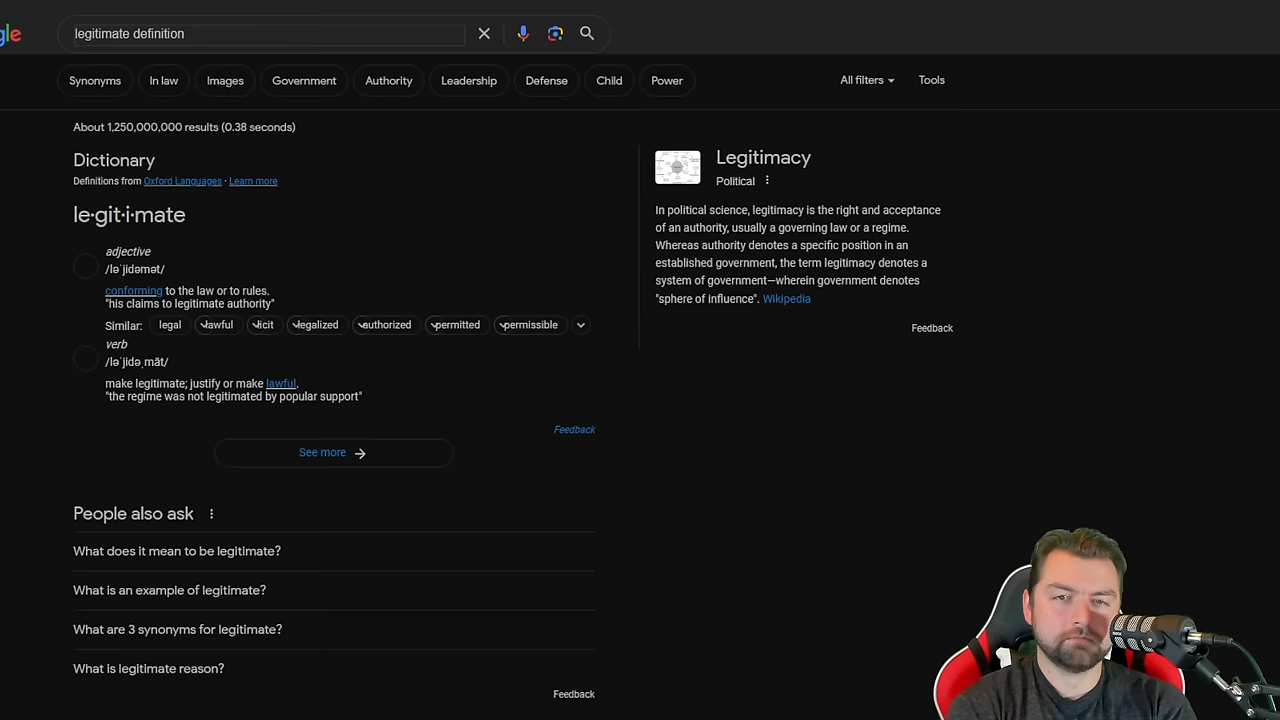 gle
legitimate definition
Synonyms In law Images Government Authority Leadership Defense Child Power All filters Tools
About 1,250,000,000 results (0.38 seconds)
Dictionary
Definitions from Oxford Languages · Learn more
le·git·i·mate
adjective
/ləˈjidəmət/
conforming to the law or to rules.
"his claims to legitimate authority"
Similar: legal lawful licit legalized authorized permitted permissible
verb
/ləˈjidəˌmāt/
make legitimate; justify or make lawful.
"the regime was not legitimated by popular support"
Feedback
See more
People also ask
What does it mean to be legitimate?
What is an example of legitimate?
What are 3 synonyms for legitimate?
What is legitimate reason?
Feedback
Legitimacy
Political
In political science, legitimacy is the right and acceptance
of an authority, usually a governing law or a regime.
Whereas authority denotes a specific position in an
established government, the term legitimacy denotes a
system of government—wherein government denotes
"sphere of influence". Wikipedia
Feedback